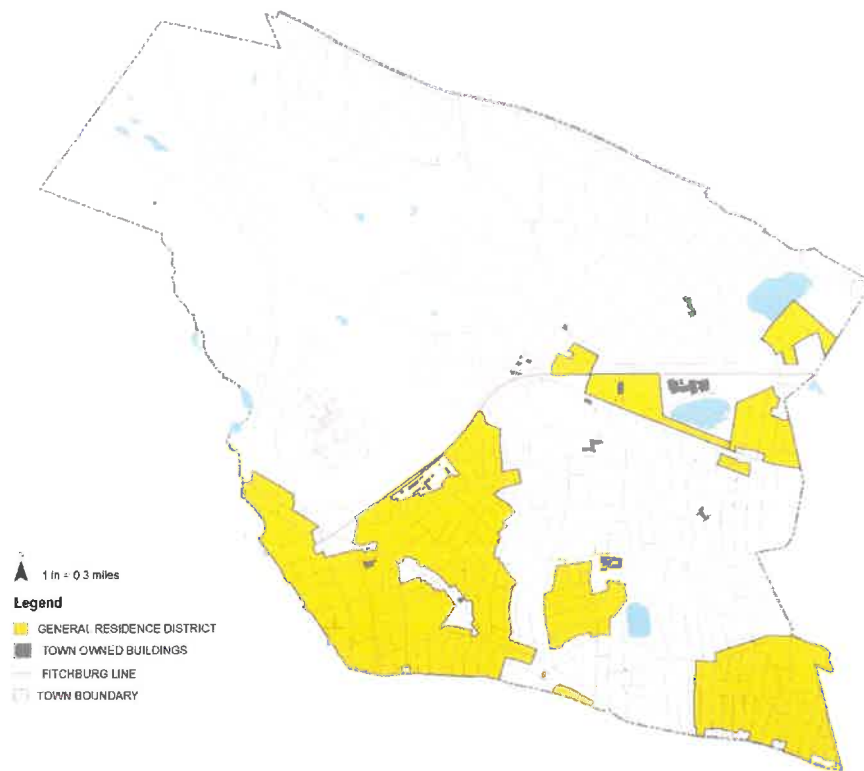 1 in = 0.3 miles
Legend
GENERAL RESIDENCE DISTRICT
TOWN OWNED BUILDINGS
FITCHBURG LINE
TOWN BOUNDARY